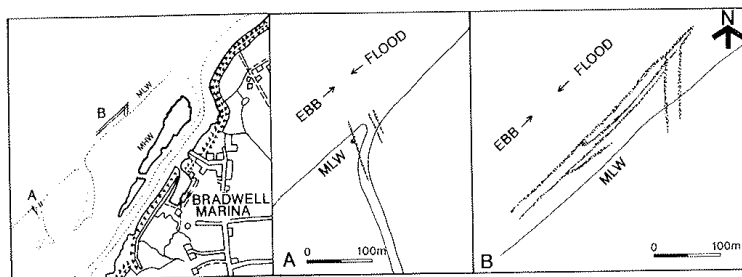 B
MLW
MHW
A
BRADWELL
MARINA
FLOOD
EBB
MLW
0 100m
A
B
N
FLOOD
EBB
MLW
0 100m
B